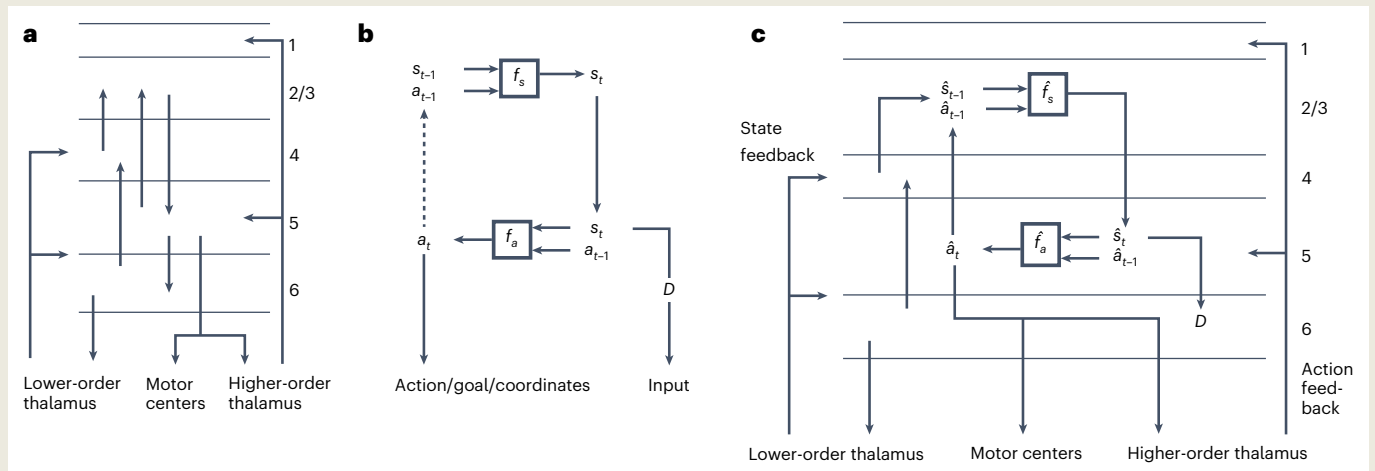 a
1
2/3
4
5
6
Lower-order
thalamus
Motor
centers
Higher-order
thalamus
b
s_{t–1}
a_{t–1}
f_s
s_t
a_t
f_a
s_t
a_{t–1}
D
Action/goal/coordinates
Input
c
State
feedback
ŝ_{t–1}
â_{t–1}
f̂_s
â_t
f̂_a
ŝ_t
â_{t–1}
D
1
2/3
4
5
6
Action
feed-
back
Lower-order thalamus
Motor centers
Higher-order thalamus